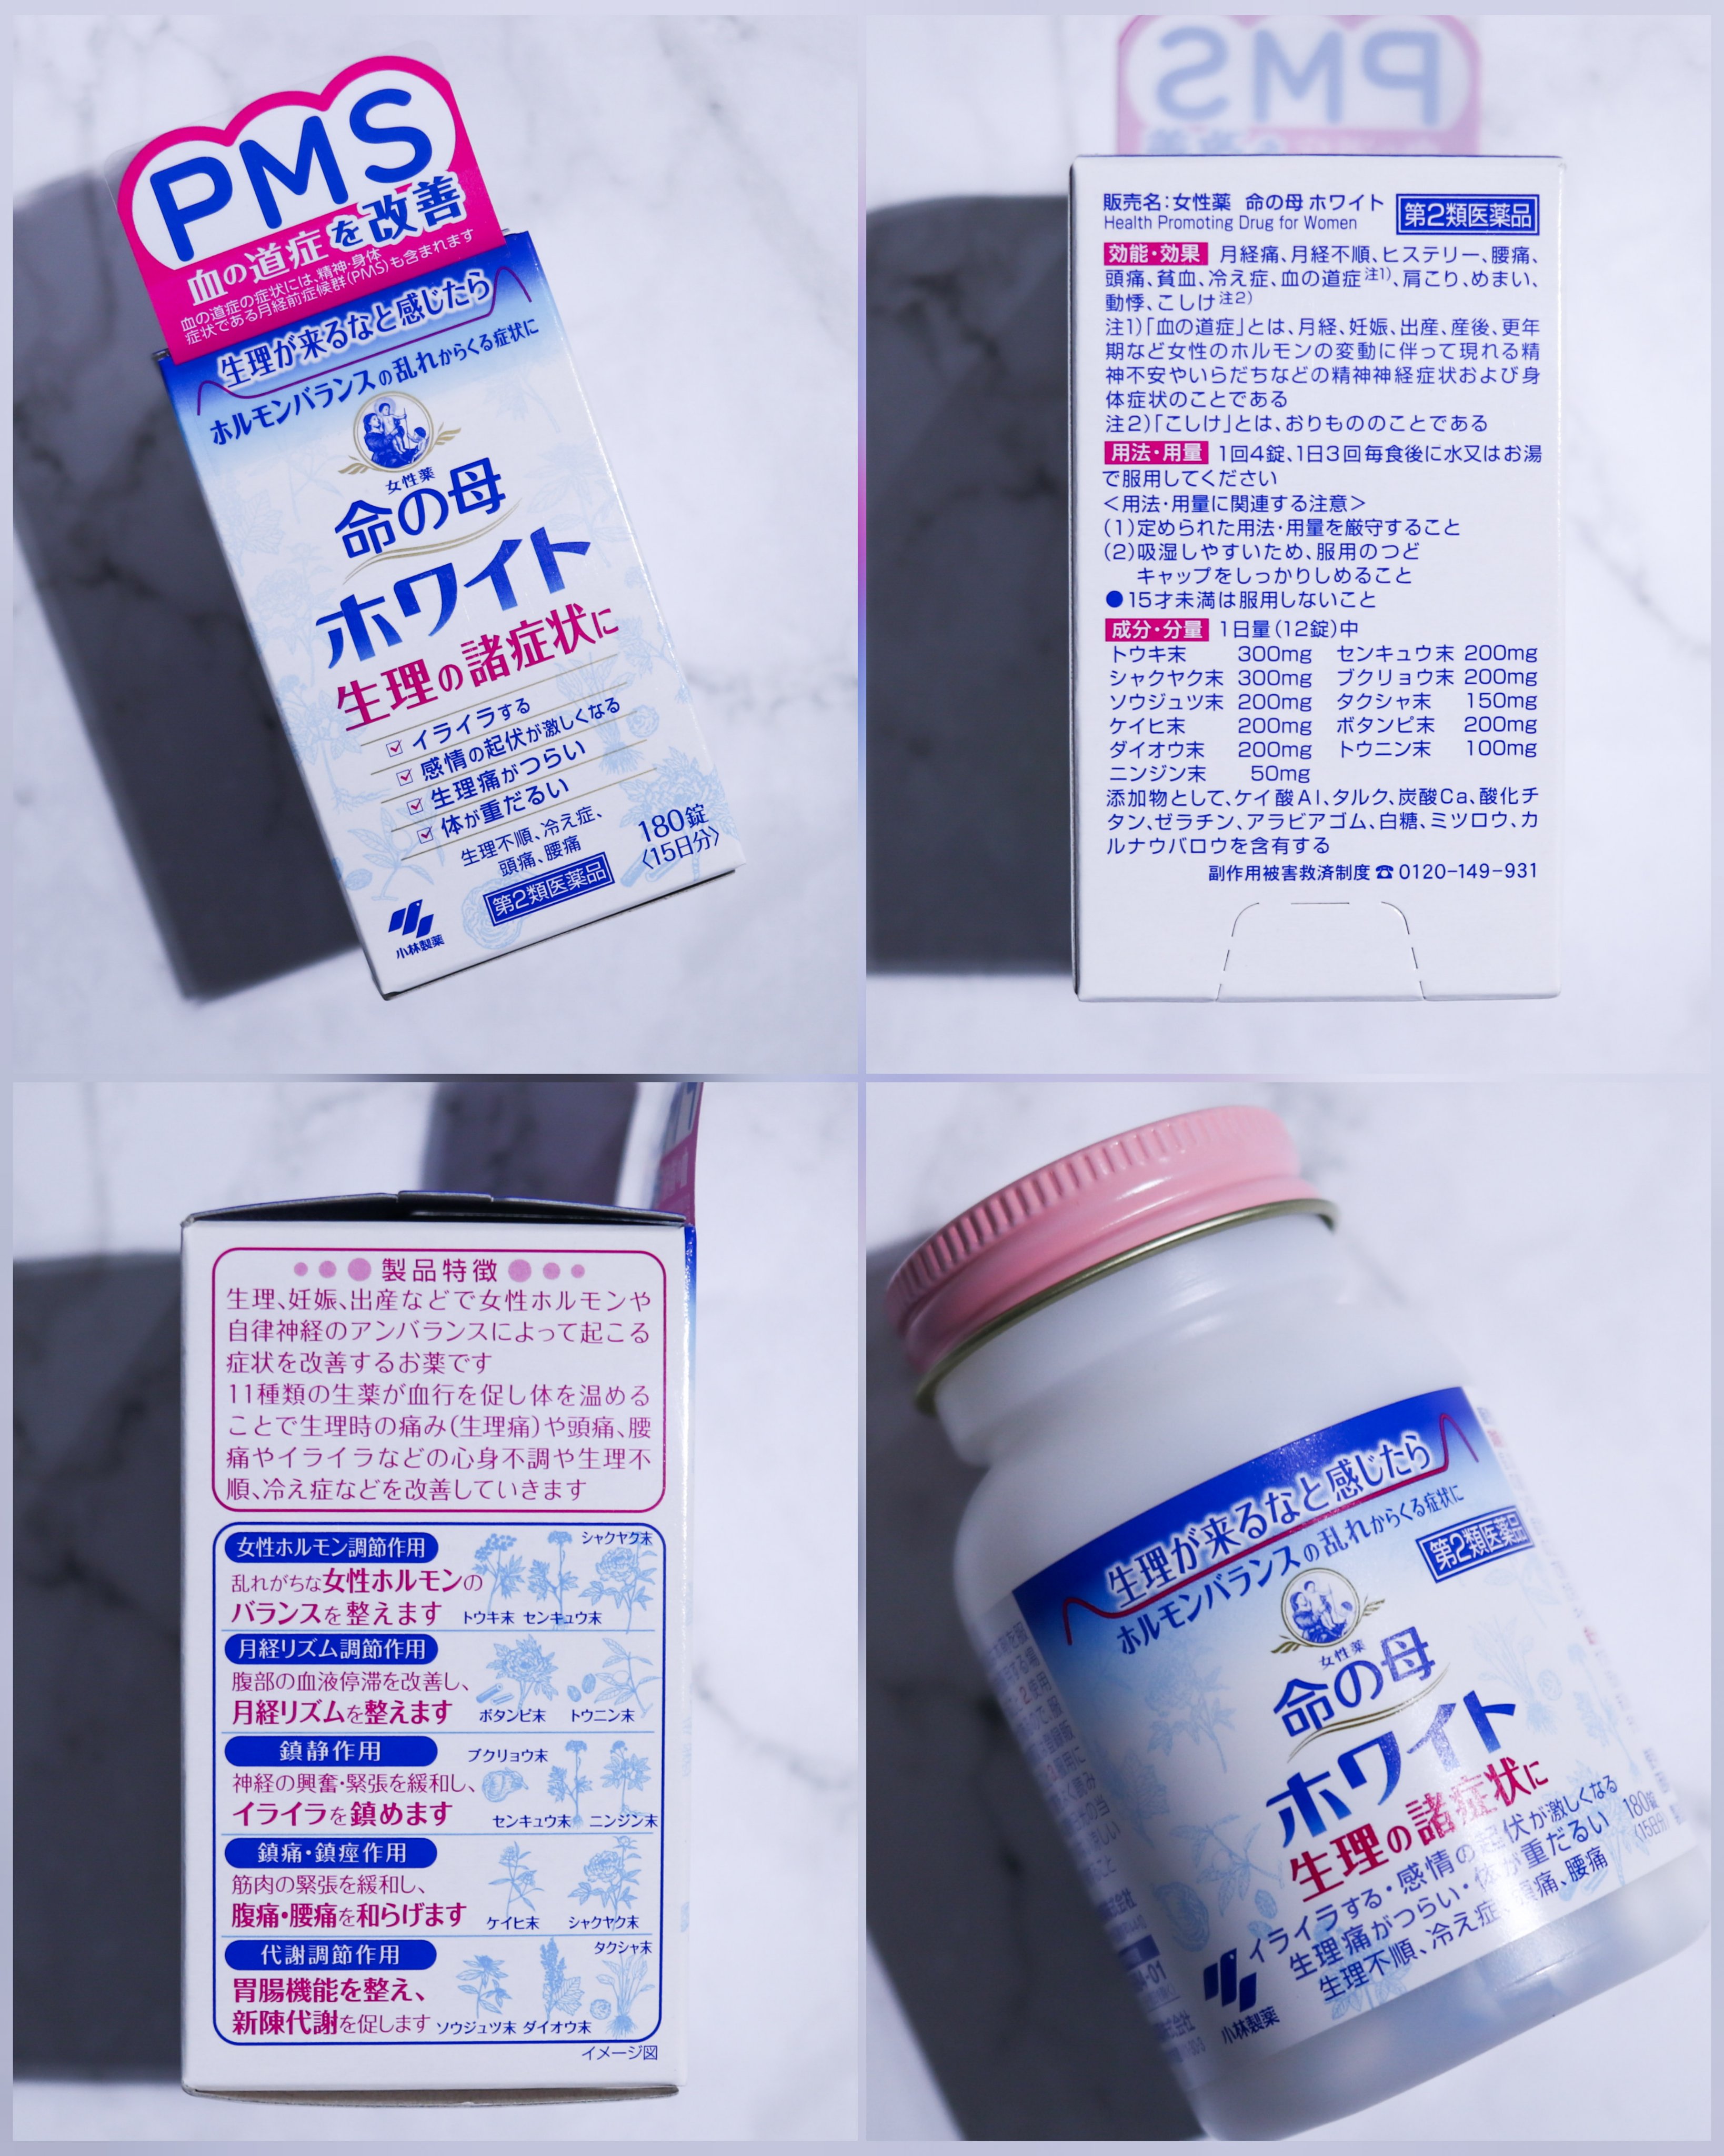 PMS
を改善
血の道症
血の道症の症状には、精神・身体
症状である月経前症候群(PMS)も含まれます
生理が来るなと感じたら
ホルモンバランスの乱れからくる症状に
女性薬
命の母
ホワイト
生理の諸症状に
イライラする
感情の起伏が激しくなる
生理痛がつらい
体が重だるい
生理不順、冷え症、
頭痛、腰痛
180錠
〈15日分〉
第2類医薬品
小林製薬
PMS
販売名:女性薬 命の母 ホワイト
Health Promoting Drug for Women
第2類医薬品
効能・効果 月経痛、月経不順、ヒステリー、腰痛、
頭痛、貧血、冷え症、血の道症注1)、肩こり、めまい、
動悸、こしけ注2)
注1)「血の道症」とは、月経、妊娠、出産、産後、更年
期など女性のホルモンの変動に伴って現れる精
神不安やいらだちなどの精神神経症状および身
体症状のことである
注2)「こしけ」とは、おりもののことである
用法・用量 1回4錠、1日3回毎食後に水又はお湯
で服用してください
<用法・用量に関連する注意>
(1)定められた用法・用量を厳守すること
(2)吸湿しやすいため、服用のつど
キャップをしっかりしめること
●15才未満は服用しないこと
成分・分量 1日量(12錠)中
トウキ末 300mg センキュウ末 200mg
シャクヤク末 300mg ブクリョウ末 200mg
ソウジュツ末 200mg タクシャ末 150mg
ケイヒ末 200mg ボタンピ末 200mg
ダイオウ末 200mg トウニン末 100mg
ニンジン末 50mg
添加物として、ケイ酸Al、タルク、炭酸Ca、酸化チ
タン、ゼラチン、アラビアゴム、白糖、ミツロウ、カ
ルナウバロウを含有する
副作用被害救済制度☎0120-149-931
製品特徴
生理、妊娠、出産などで女性ホルモンや
自律神経のアンバランスによって起こる
症状を改善するお薬です
11種類の生薬が血行を促し体を温める
ことで生理時の痛み(生理痛)や頭痛、腰
痛やイライラなどの心身不調や生理不
順、冷え症などを改善していきます
女性ホルモン調節作用
シャクヤク末
乱れがちな女性ホルモンの
バランスを整えます
トウキ末 センキュウ末
月経リズム調節作用
腹部の血液停滞を改善し、
月経リズムを整えます
ボタンピ末 トウニン末
鎮静作用
ブクリョウ末
神経の興奮・緊張を緩和し、
イライラを鎮めます
センキュウ末 ニンジン末
鎮痛・鎮痙作用
筋肉の緊張を緩和し、
腹痛・腰痛を和らげます
ケイヒ末 シャクヤク末
代謝調節作用
タクシャ末
胃腸機能を整え、
新陳代謝を促します
ソウジュツ末 ダイオウ末
イメージ図
生理が来るなと感じたら
ホルモンバランスの乱れからくる症状に
第2類医薬品
女性薬
命の母
ホワイト
生理の諸症状に
イライラする・感情の起伏が激しくなる
生理痛がつらい・体が重だるい
生理不順、冷え症、頭痛、腰痛
180錠
〈15日分〉
小林製薬